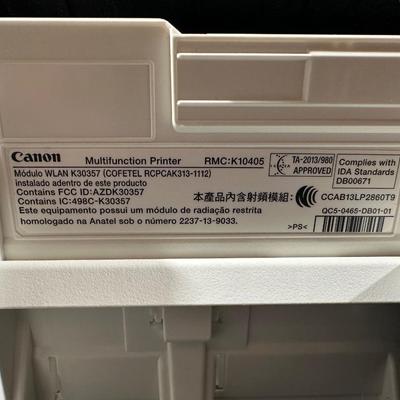 Canon Multifunction Printer RMC:K10405
TA-2013/980
APPROVED
Complies with
IDA Standards
DB00671
Módulo WLAN K30357 (COFETEL RCPCAK313-1112)
instalado adentro de este producto
Contains FCC ID:AZDK30357
Contains IC:498C-K30357
Este equipamento possui um módulo de radiação restrita
homologado na Anatel sob o número 2237-13-9033.
本產品內含射頻模組:
CCAB13LP2860T9
>PS<
QC5-0465-DB01-01